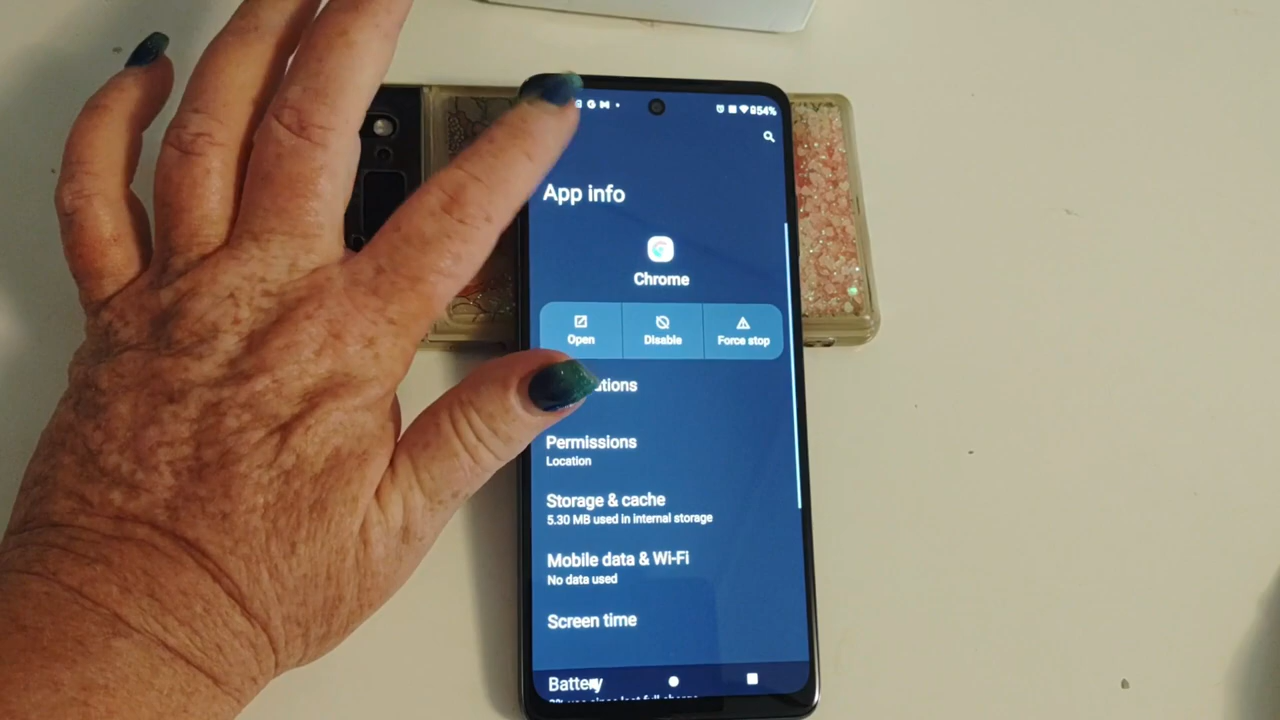 54%
App info
Chrome
Open
Disable
Force stop
Permissions
Location
Storage & cache
5.30 MB used in internal storage
Mobile data & Wi-Fi
No data used
Screen time
Battery